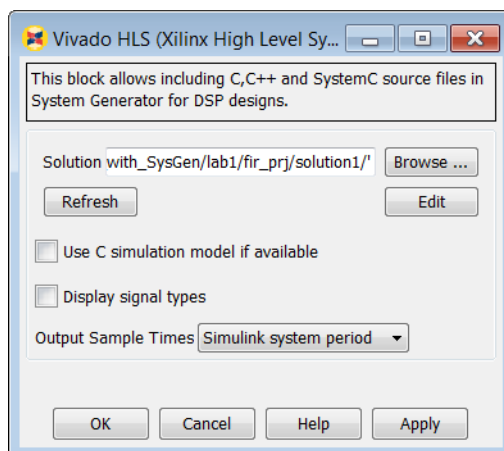 Vivado HLS (Xilinx High Level Sy...
This block allows including C,C++ and SystemC source files in
System Generator for DSP designs.
Solution with_SysGen/lab1/fir_prj/solution1/' Browse ...
Refresh Edit
Use C simulation model if available
Display signal types
Output Sample Times Simulink system period
OK Cancel Help Apply